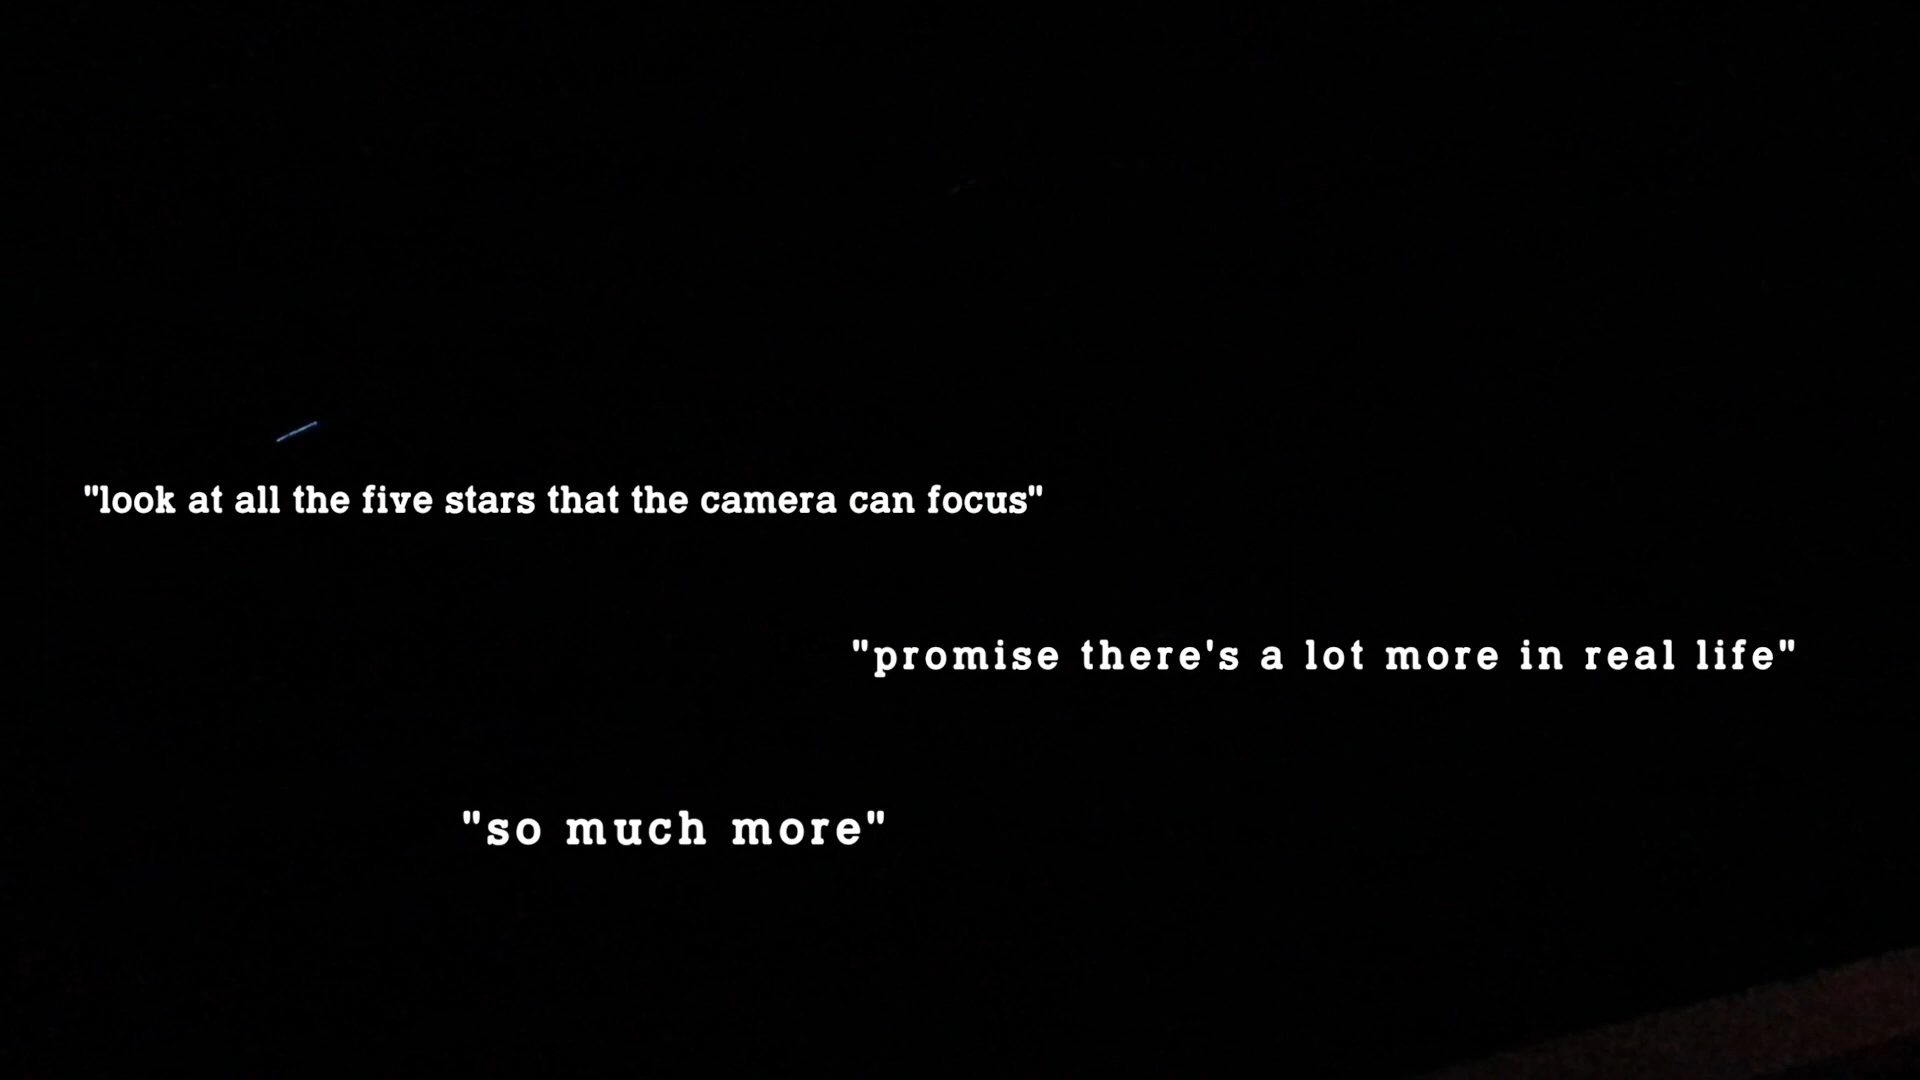 "look at all the five stars that the camera can focus"
"promise there's a lot more in real life"
"so much more"